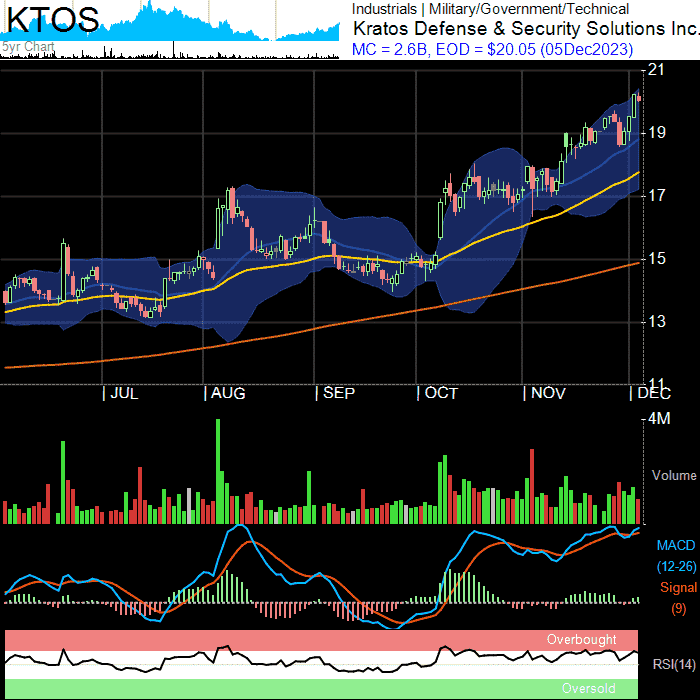 KTOS
5yr Chart
Industrials | Military/Government/Technical
Kratos Defense & Security Solutions Inc.
MC = 2.6B, EOD = $20.05 (05Dec2023)
21
19
17
15
13
11
| JUL | AUG | SEP | OCT | NOV | DEC
4M
Volume
MACD
(12-26)
Signal
(9)
Overbought
RSI(14)
Oversold